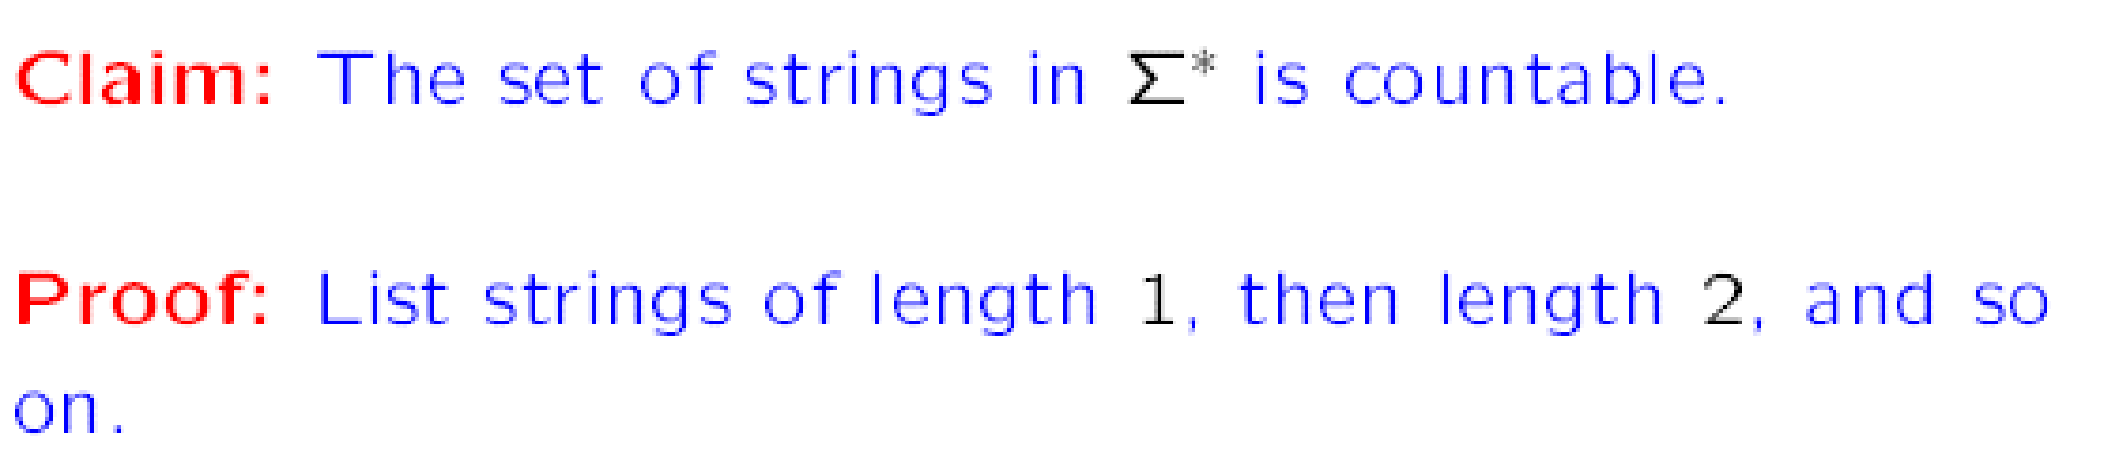 Claim: The set of strings in Σ* is countable.
Proof: List strings of length 1, then length 2, and so
on.